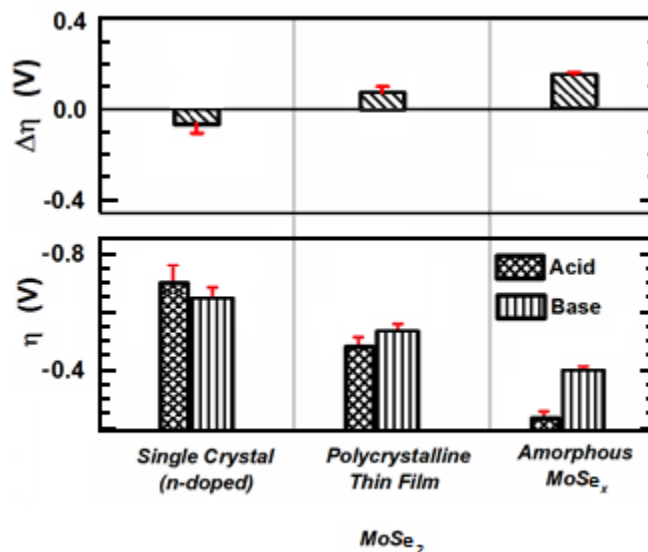 0.4
0.0
-0.4
Δη (V)
-0.8
-0.4
η (V)
Acid
Base
Single Crystal
(n-doped)
Polycrystalline
Thin Film
Amorphous
MoSeₓ
MoSe₂